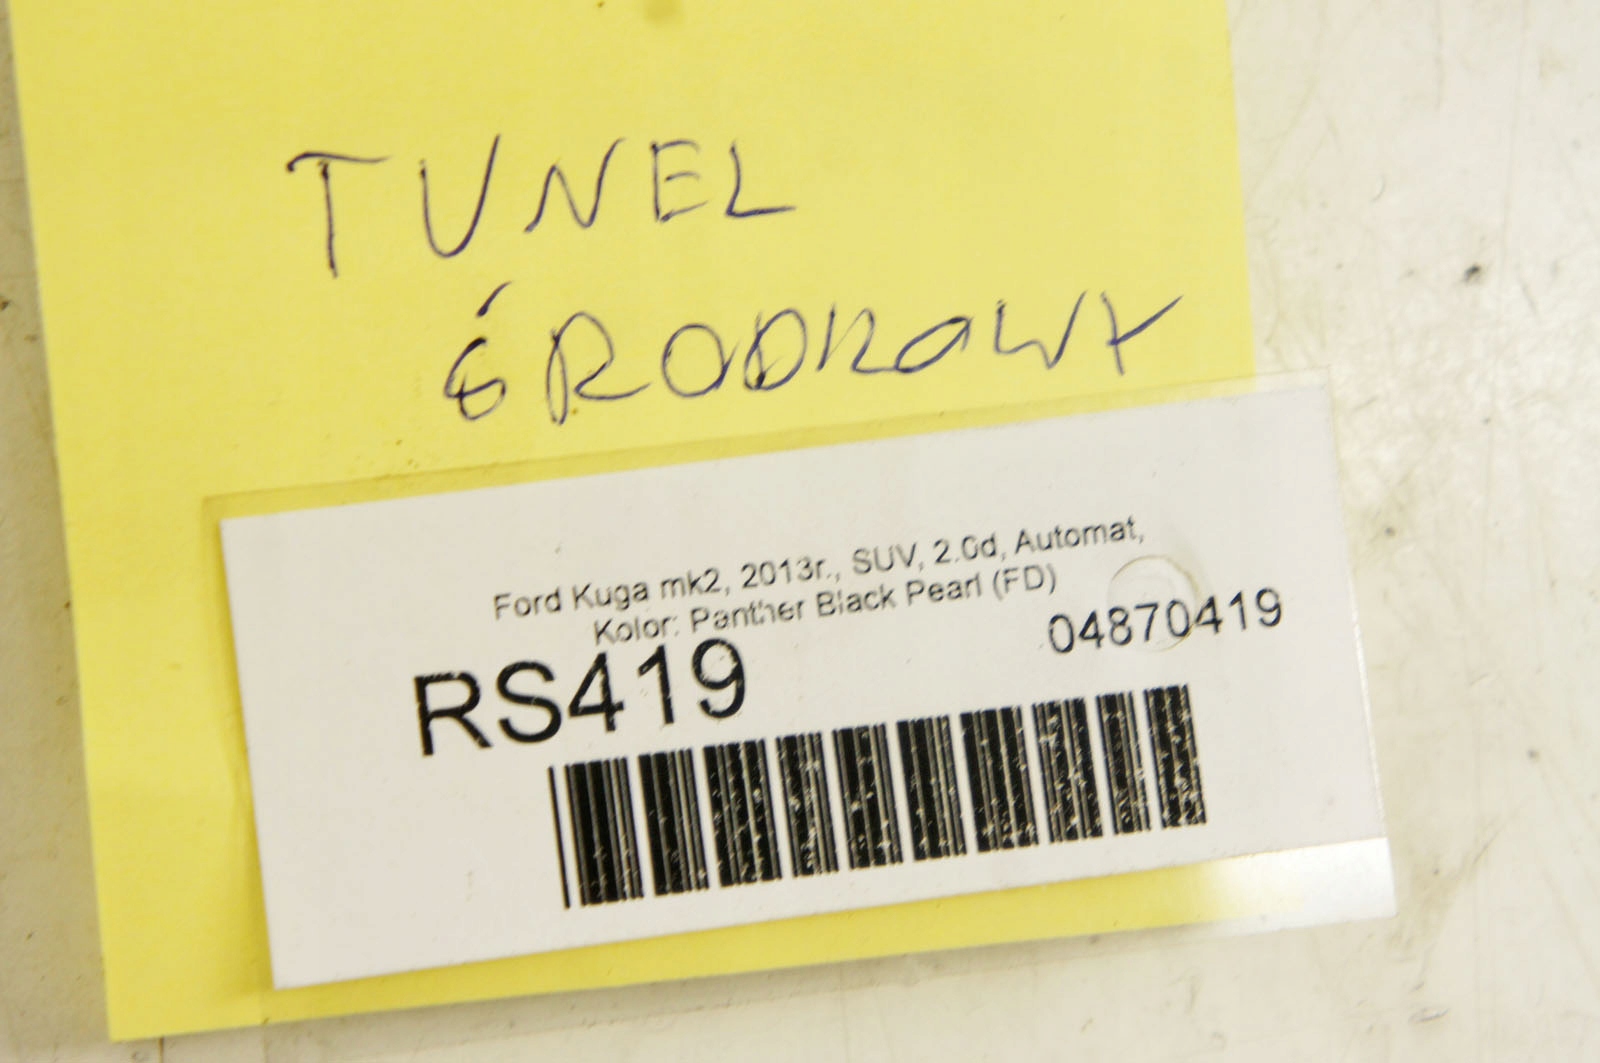 TUNEL
ŚRODKOWY
Ford Kuga mk2, 2013r., SUV, 2.0d, Automat,
Kolor: Panther Black Pearl (FD)
04870419
RS419